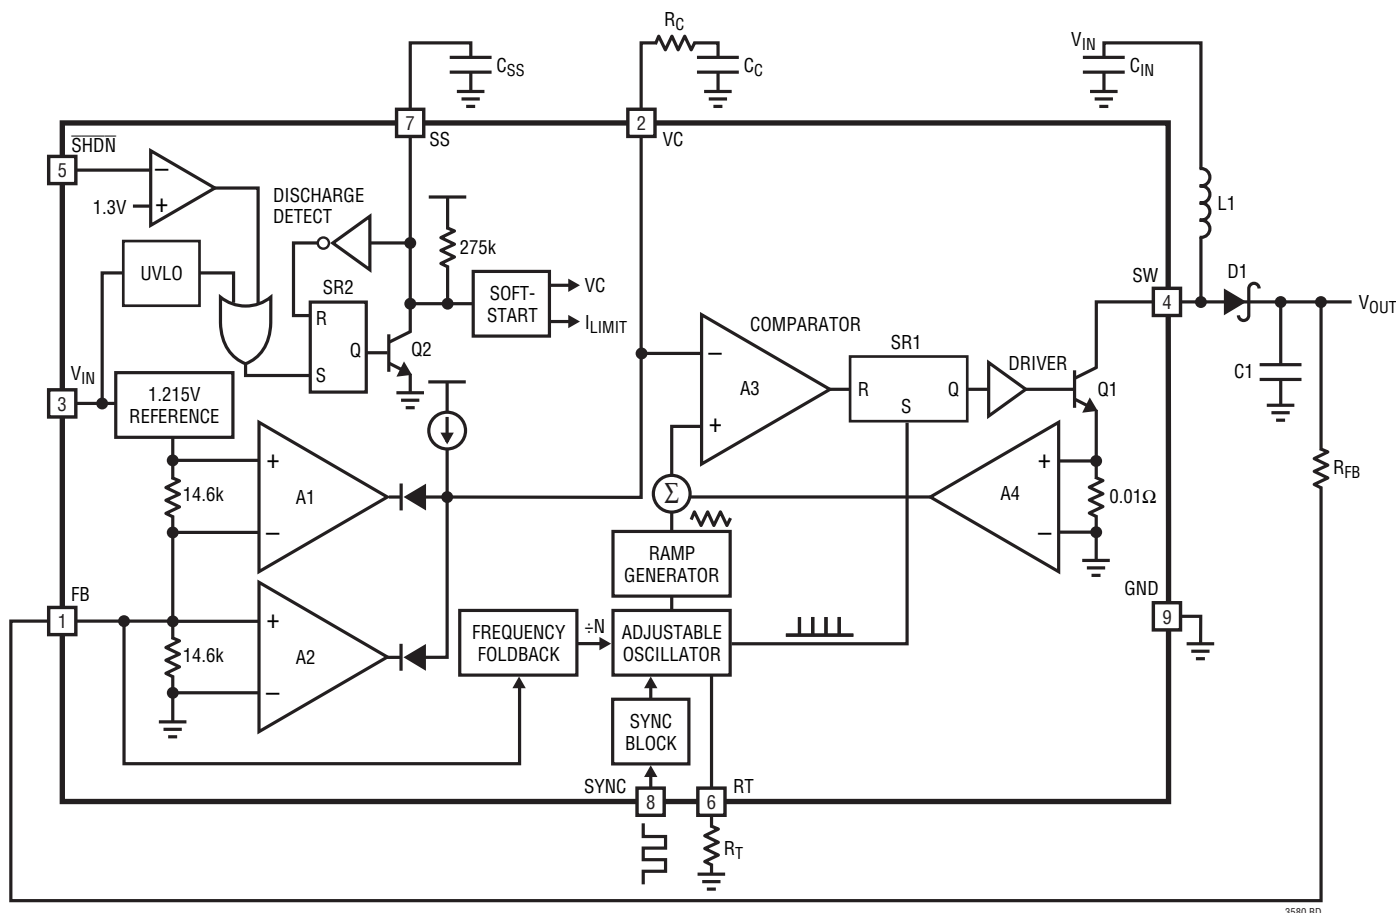 RC
CC
CSS
VIN
CIN
7
SS
2
VC
SHDN
5
1.3V
−
+
DISCHARGE
DETECT
275k
UVLO
SR2
R
Q
S
Q2
SOFT-
START
VC
ILIMIT
L1
SW
4
D1
VOUT
C1
RFB
COMPARATOR
−
A3
+
SR1
R
Q
S
DRIVER
Q1
VIN
3
1.215V
REFERENCE
+
A1
−
14.6k
Σ
A4
+
−
0.01Ω
RAMP
GENERATOR
FB
1
+
A2
−
14.6k
FREQUENCY
FOLDBACK
÷N
ADJUSTABLE
OSCILLATOR
GND
9
SYNC
BLOCK
SYNC
8
6
RT
RT
3580 BD